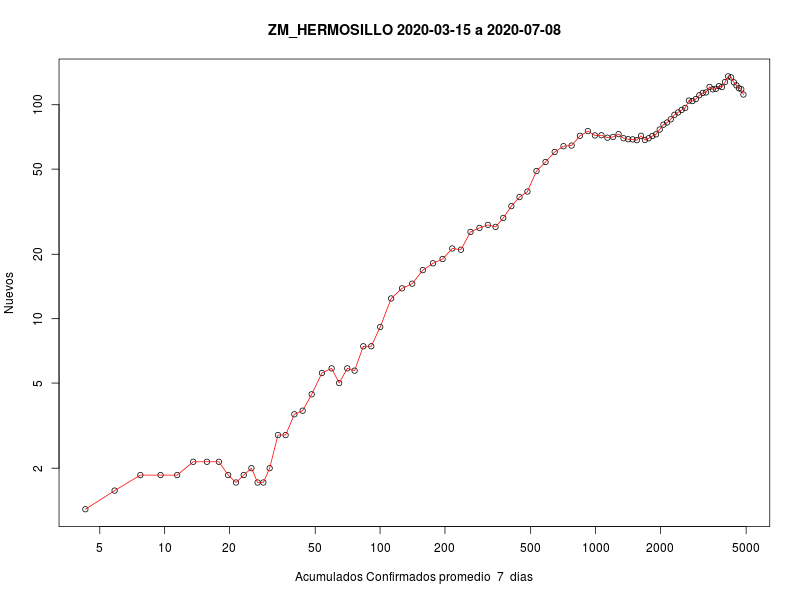 ZM_HERMOSILLO 2020-03-15 a 2020-07-08
Nuevos
100
50
20
10
5
2
5 10 20 50 100 200 500 1000 2000 5000
Acumulados Confirmados promedio 7 dias